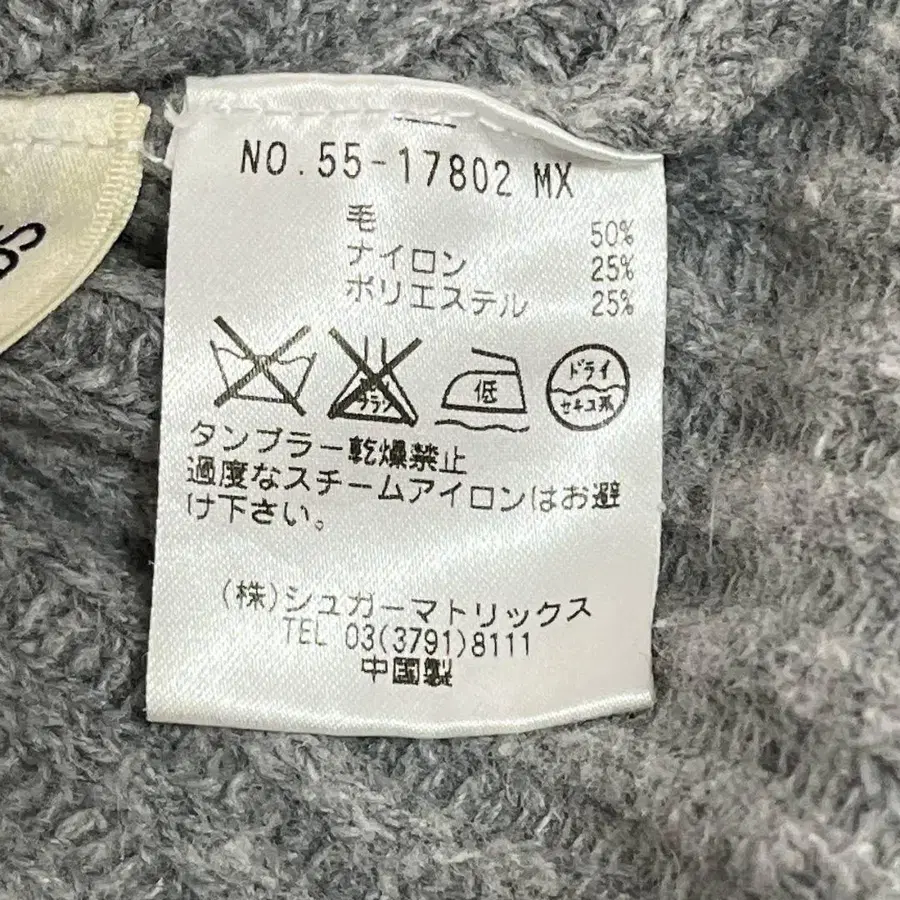 NO.55-17802 MX
毛 50%
ナイロン 25%
ポリエステル 25%
低
ドライ
セキユ系
タンブラー乾燥禁止
過度なスチームアイロンはお避
け下さい。
(株)シュガーマトリックス
TEL 03(3791)8111
中国製